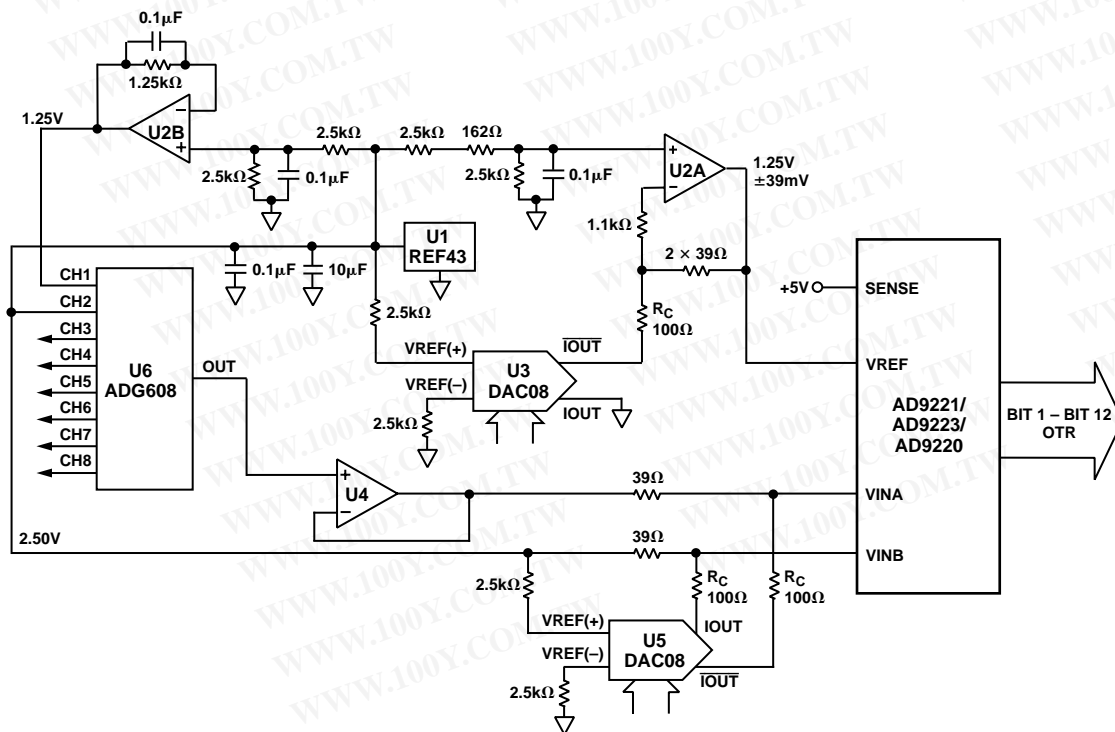 0.1µF
1.25kΩ
1.25V
U2B
–
+
2.5kΩ
2.5kΩ
162Ω
2.5kΩ
0.1µF
2.5kΩ
0.1µF
+
–
U2A
1.25V
±39mV
1.1kΩ
U1
REF43
2 × 39Ω
0.1µF
10µF
+5V
SENSE
CH1
CH2
CH3
CH4
CH5
CH6
CH7
CH8
U6
ADG608
OUT
2.5kΩ
RC
100Ω
VREF(+)
VREF(–)
U3
DAC08
IOUT
IOUT
2.5kΩ
VREF
AD9221/
AD9223/
AD9220
BIT 1 – BIT 12
OTR
+
–
U4
39Ω
VINA
2.50V
39Ω
VINB
2.5kΩ
RC
100Ω
RC
100Ω
VREF(+)
VREF(–)
U5
DAC08
IOUT
IOUT
2.5kΩ
WWW.100Y.COM.TW